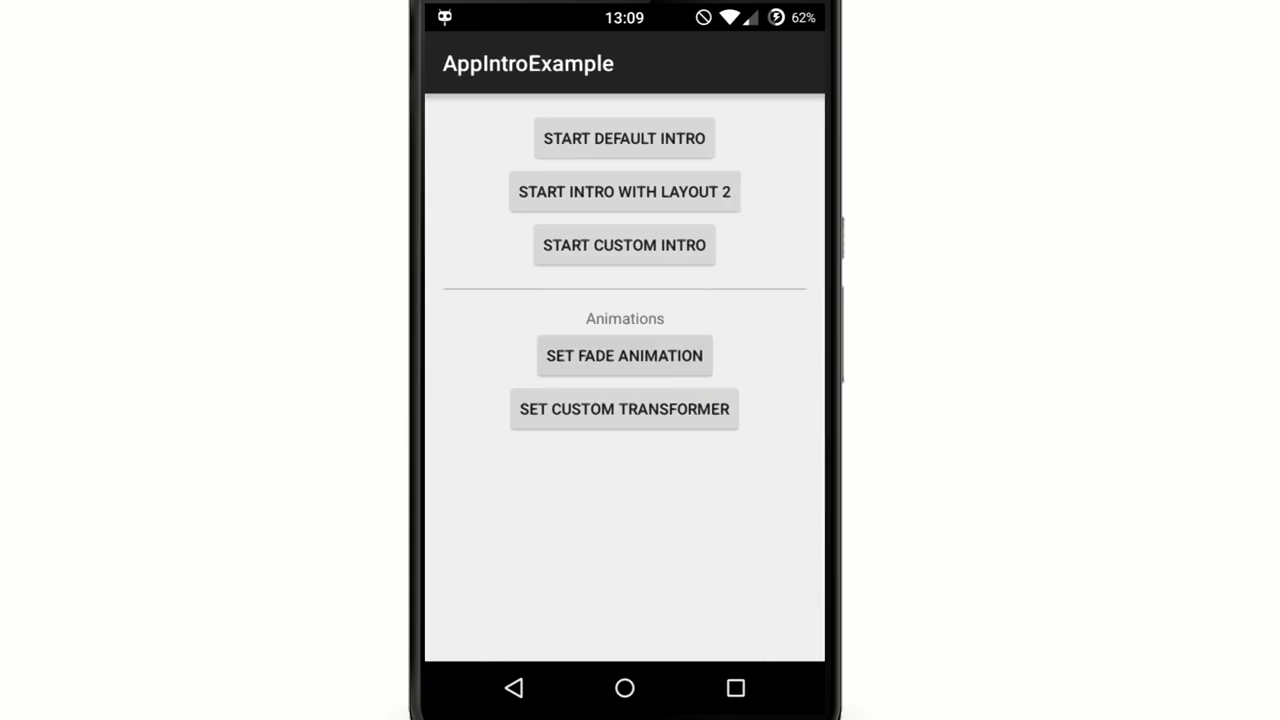 13:09 62%
AppIntroExample
START DEFAULT INTRO
START INTRO WITH LAYOUT 2
START CUSTOM INTRO
Animations
SET FADE ANIMATION
SET CUSTOM TRANSFORMER